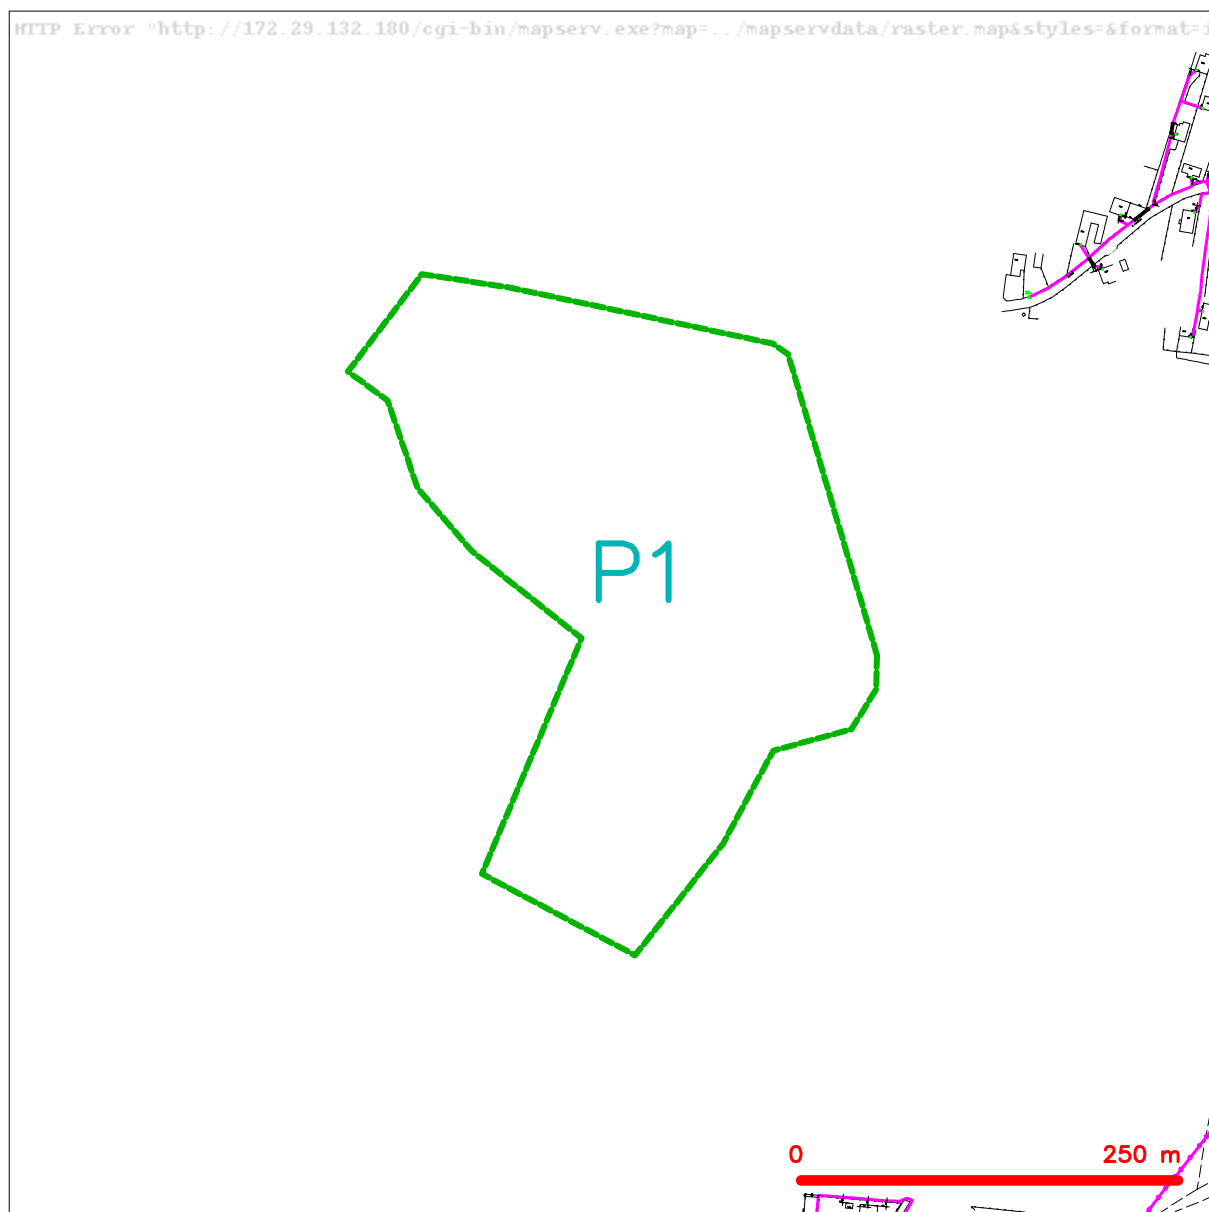 HTTP Error "http://172.29.132.180/cgi-bin/mapserv.exe?map=../mapservdata/raster.map&styles=&format=i
P1
0 250 m